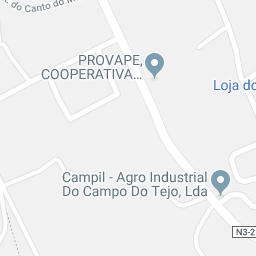 do Canto do
PROVAPE,
COOPERATIVA...
Loja do
Campil - Agro Industrial
Do Campo Do Tejo, Lda
N3-2